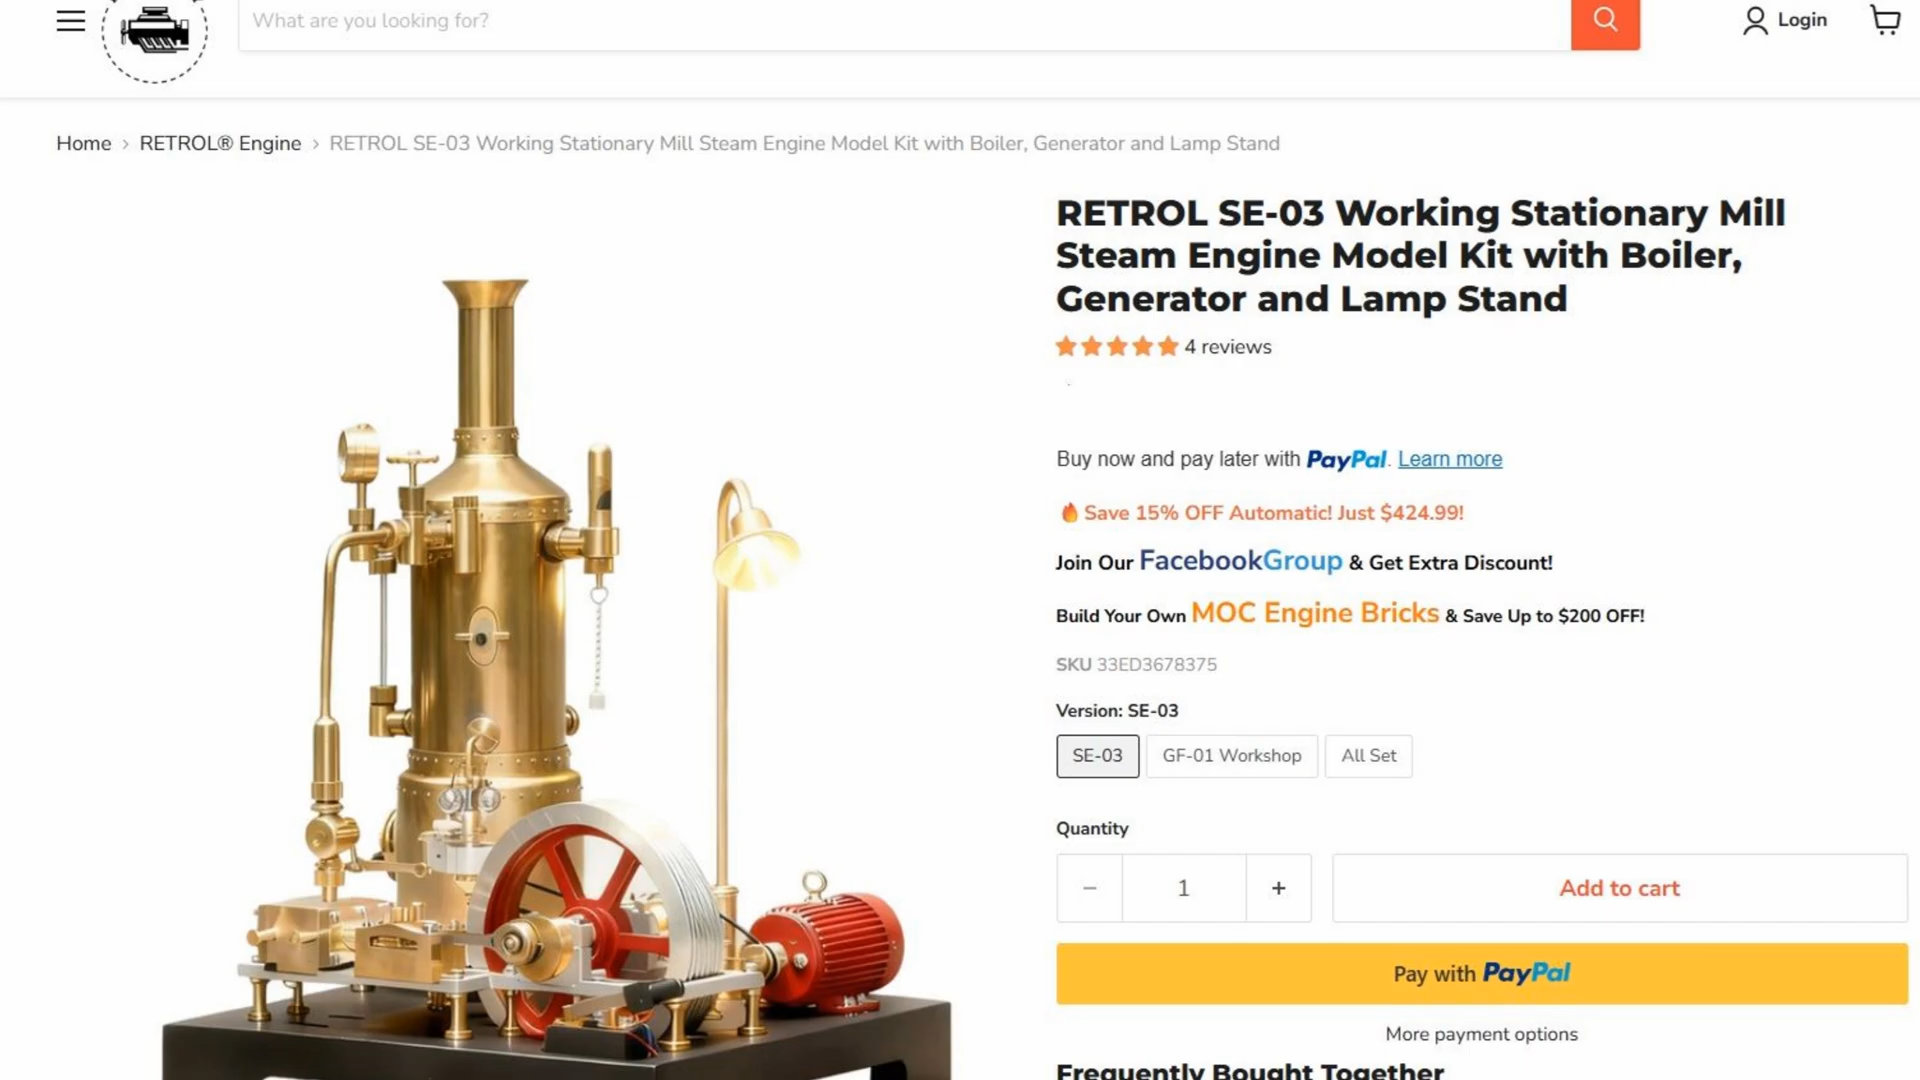 What are you looking for?
Login
Home › RETROL® Engine › RETROL SE-03 Working Stationary Mill Steam Engine Model Kit with Boiler, Generator and Lamp Stand
RETROL SE-03 Working Stationary Mill
Steam Engine Model Kit with Boiler,
Generator and Lamp Stand
4 reviews
Buy now and pay later with PayPal. Learn more
🔥 Save 15% OFF Automatic! Just $424.99!
Join Our FacebookGroup & Get Extra Discount!
Build Your Own MOC Engine Bricks & Save Up to $200 OFF!
SKU 33ED3678375
Version: SE-03
SE-03 GF-01 Workshop All Set
Quantity
− 1 + Add to cart
Pay with PayPal
More payment options
Frequently Bought Together